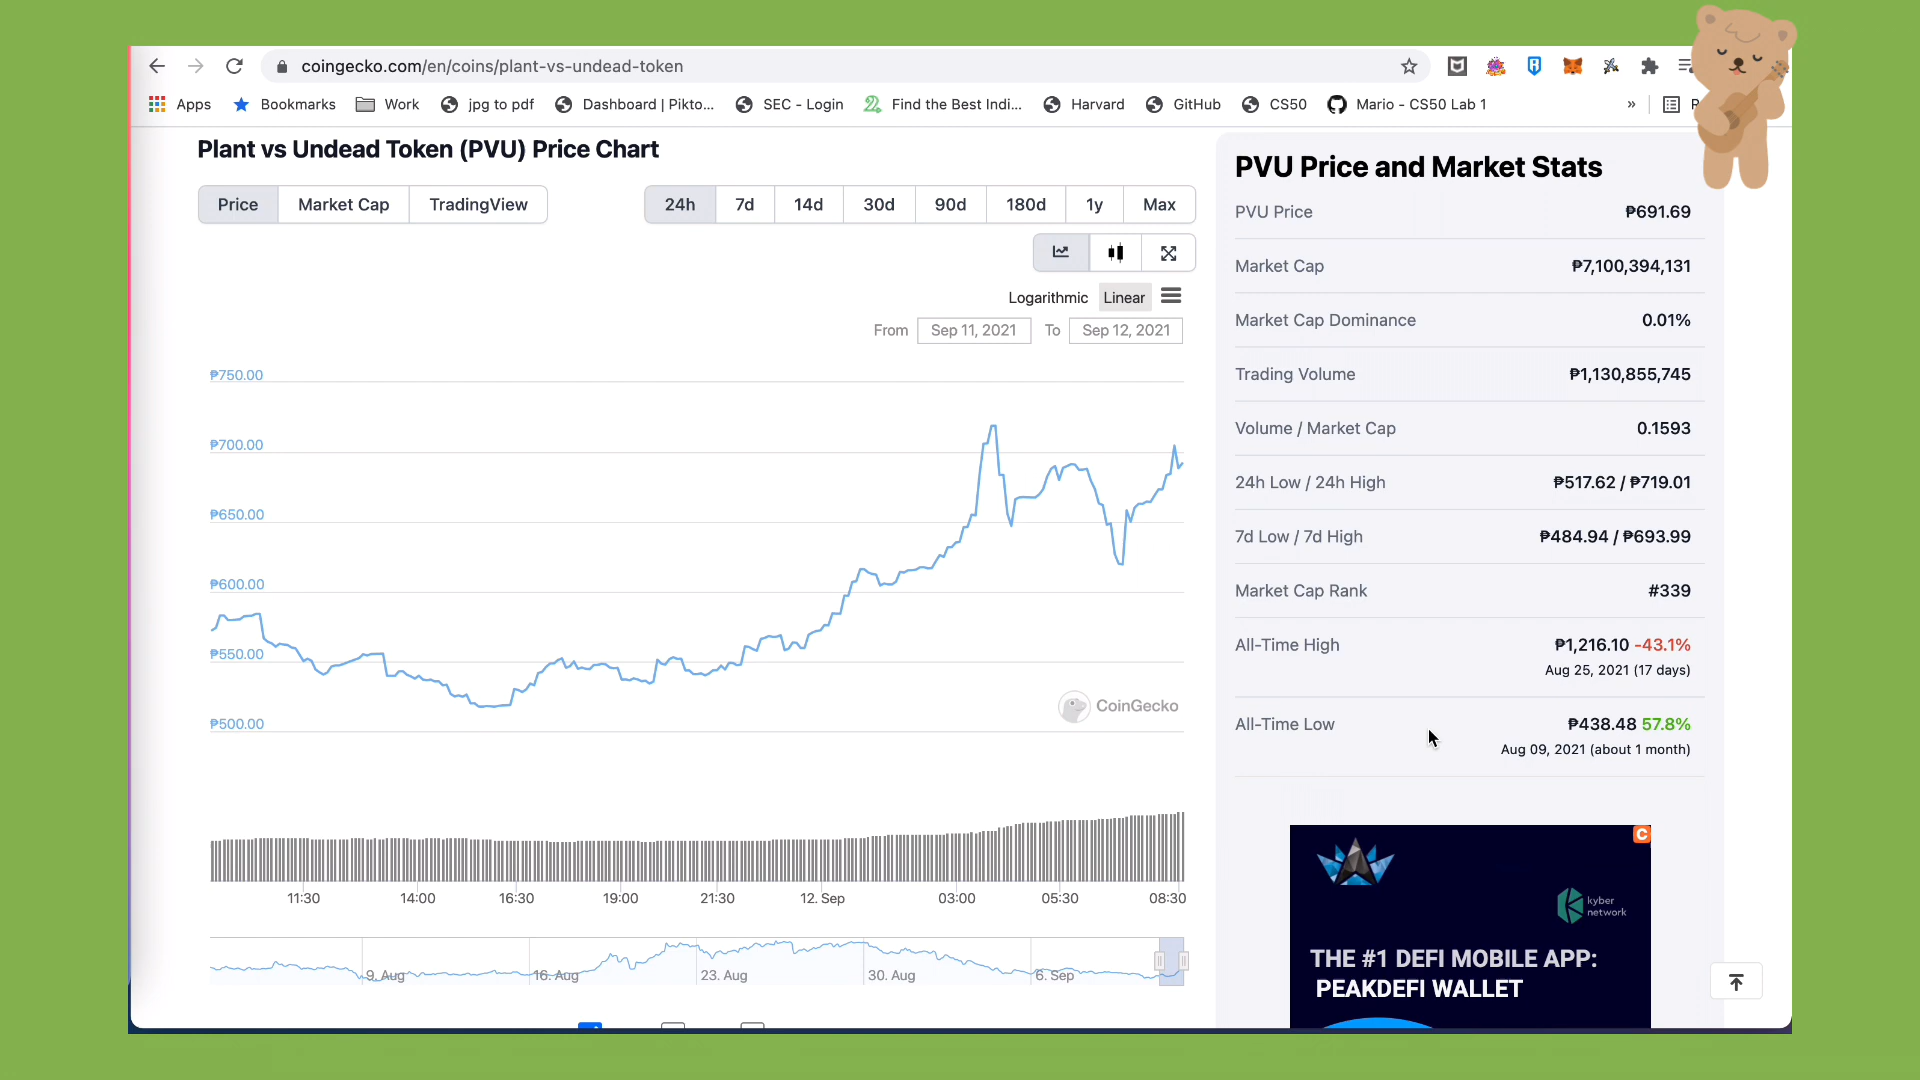 coingecko.com/en/coins/plant-vs-undead-token
Apps Bookmarks Work jpg to pdf Dashboard | Pikto... SEC - Login Find the Best Indi... Harvard GitHub CS50 Mario - CS50 Lab 1 »
Plant vs Undead Token (PVU) Price Chart
Price Market Cap TradingView
24h 7d 14d 30d 90d 180d 1y Max
Logarithmic Linear
From Sep 11, 2021 To Sep 12, 2021
₱750.00
₱700.00
₱650.00
₱600.00
₱550.00
₱500.00
CoinGecko
11:30 14:00 16:30 19:00 21:30 12. Sep 03:00 05:30 08:30
9. Aug 16. Aug 23. Aug 30. Aug 6. Sep
PVU Price and Market Stats
PVU Price ₱691.69
Market Cap ₱7,100,394,131
Market Cap Dominance 0.01%
Trading Volume ₱1,130,855,745
Volume / Market Cap 0.1593
24h Low / 24h High ₱517.62 / ₱719.01
7d Low / 7d High ₱484.94 / ₱693.99
Market Cap Rank #339
All-Time High ₱1,216.10 -43.1%
Aug 25, 2021 (17 days)
All-Time Low ₱438.48 57.8%
Aug 09, 2021 (about 1 month)
C
kyber
network
THE #1 DEFI MOBILE APP:
PEAKDEFI WALLET